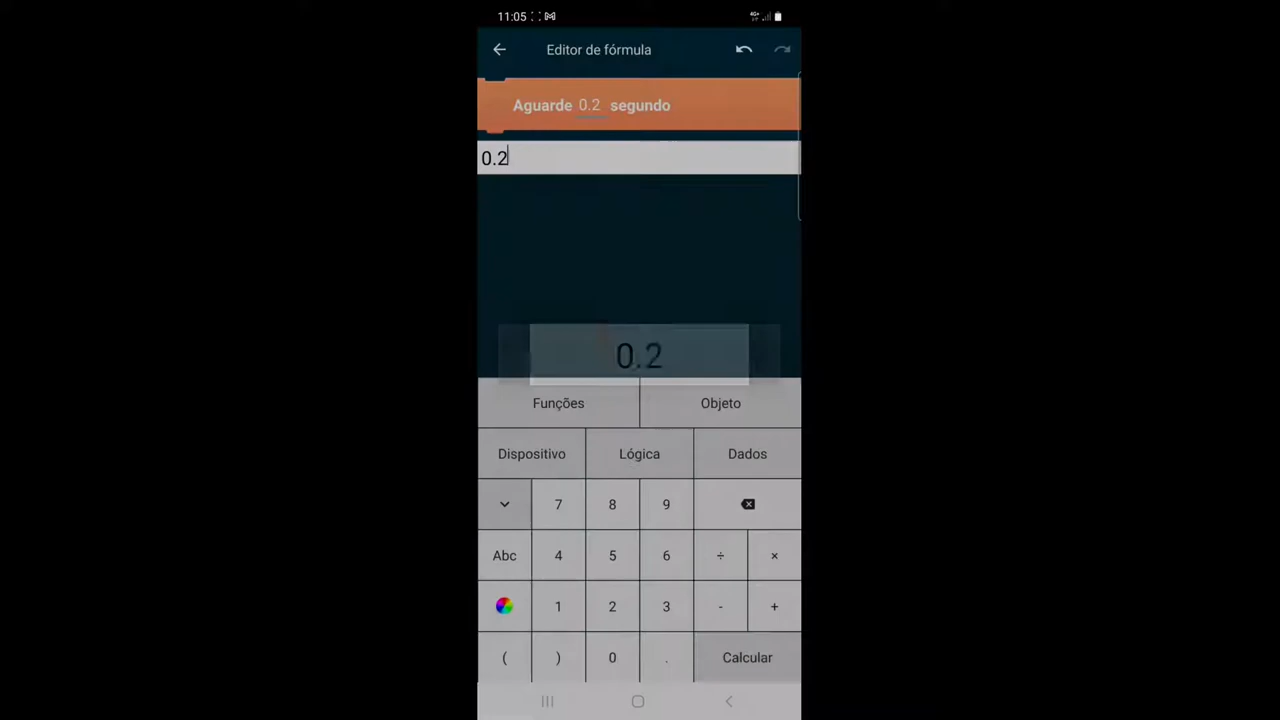 11:05
4G+
Editor de fórmula
Aguarde 0.2 segundo
0.2
0.2
Funções Objeto
Dispositivo Lógica Dados
7 8 9
Abc 4 5 6 ÷ ×
1 2 3 - +
( ) 0 . Calcular